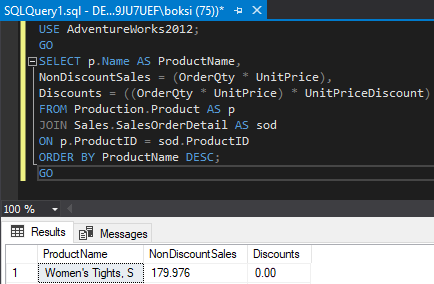 SQLQuery1.sql - DE...9JU7UEF\boksi (75))*
USE AdventureWorks2012;
GO
SELECT p.Name AS ProductName,
NonDiscountSales = (OrderQty * UnitPrice),
Discounts = ((OrderQty * UnitPrice) * UnitPriceDiscount)
FROM Production.Product AS p
JOIN Sales.SalesOrderDetail AS sod
ON p.ProductID = sod.ProductID
ORDER BY ProductName DESC;
GO
100 %
Results Messages
ProductName NonDiscountSales Discounts
1 Women's Tights, S 179.976 0.00